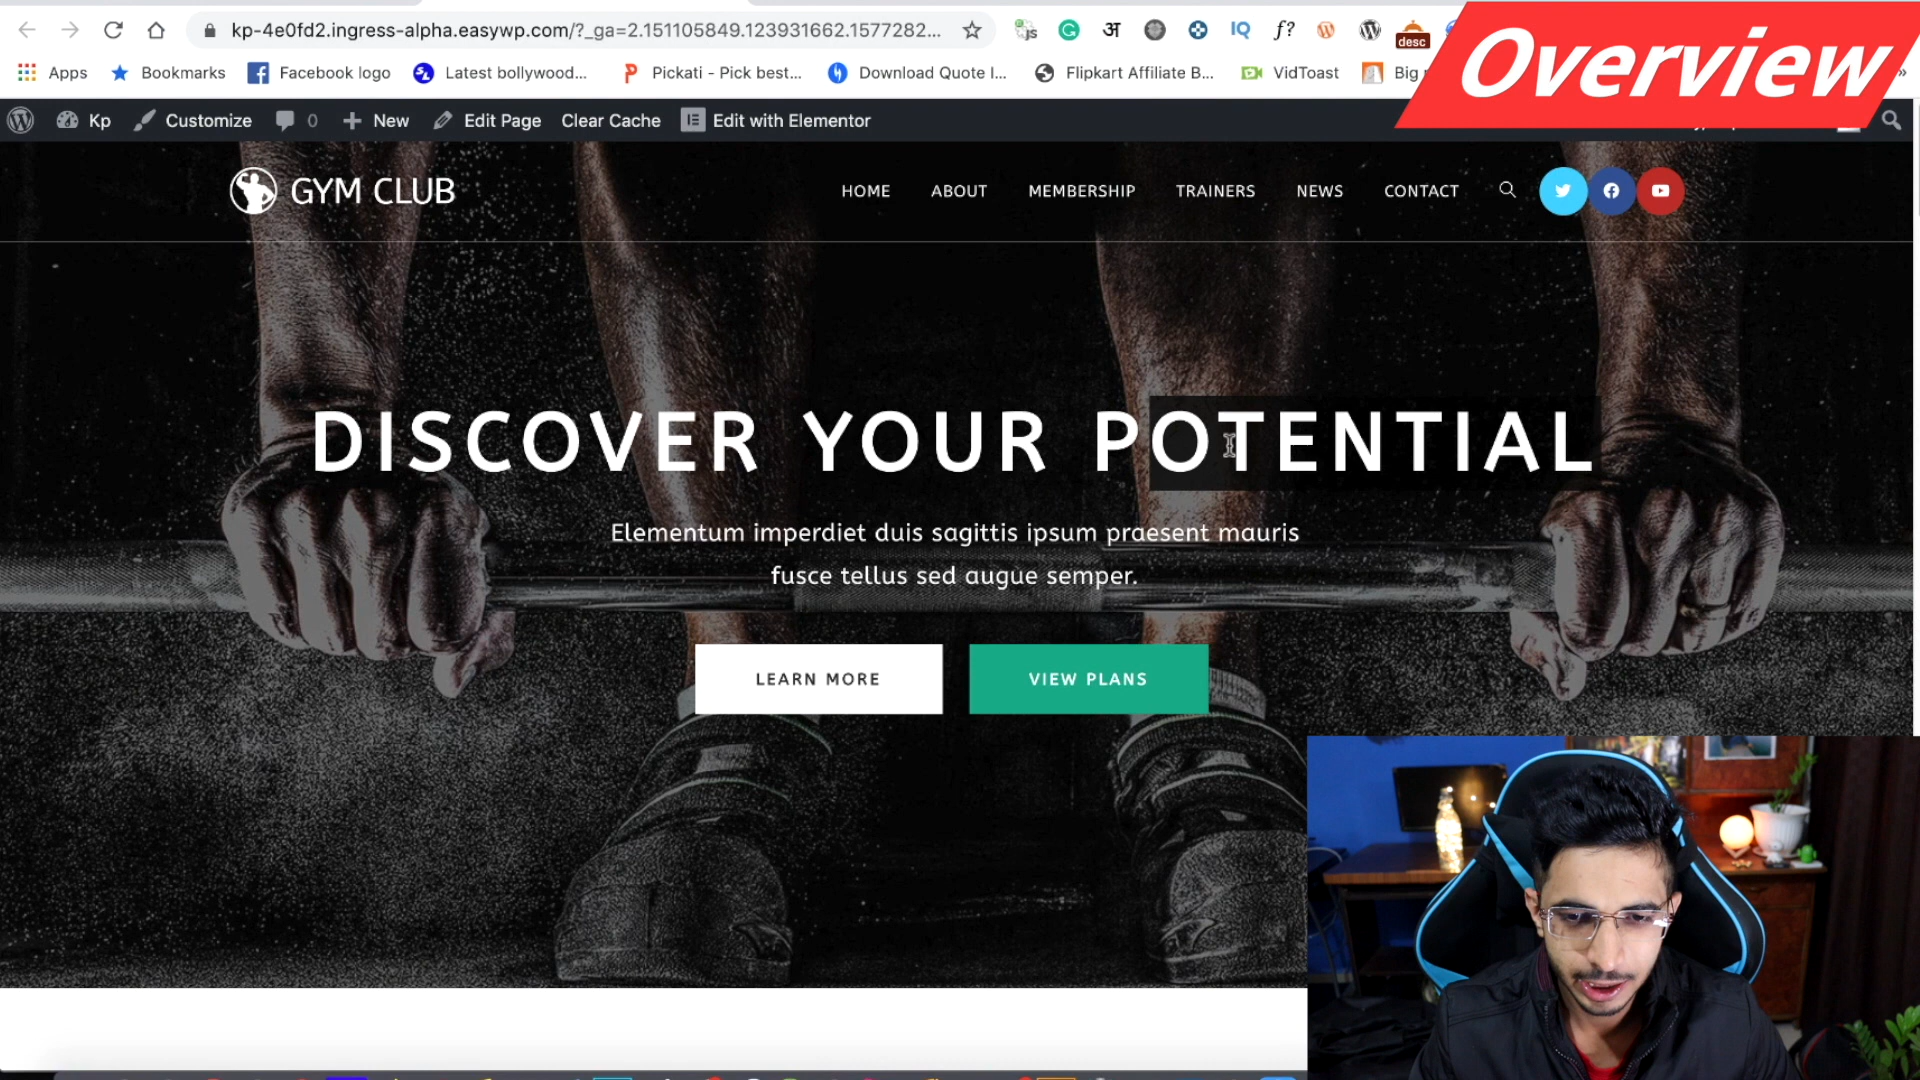 kp-4e0fd2.ingress-alpha.easywp.com/?_ga=2.151105849.123931662.1577282...
अ
IQ
f?
js
desc
Overview
Apps
Bookmarks
Facebook logo
Latest bollywood...
Pickati - Pick best...
Download Quote I...
Flipkart Affiliate B...
VidToast
Big
»
Kp
Customize
0
New
Edit Page
Clear Cache
Edit with Elementor
GYM CLUB
HOME
ABOUT
MEMBERSHIP
TRAINERS
NEWS
CONTACT
DISCOVER YOUR POTENTIAL
Elementum imperdiet duis sagittis ipsum praesent mauris
fusce tellus sed augue semper.
LEARN MORE
VIEW PLANS